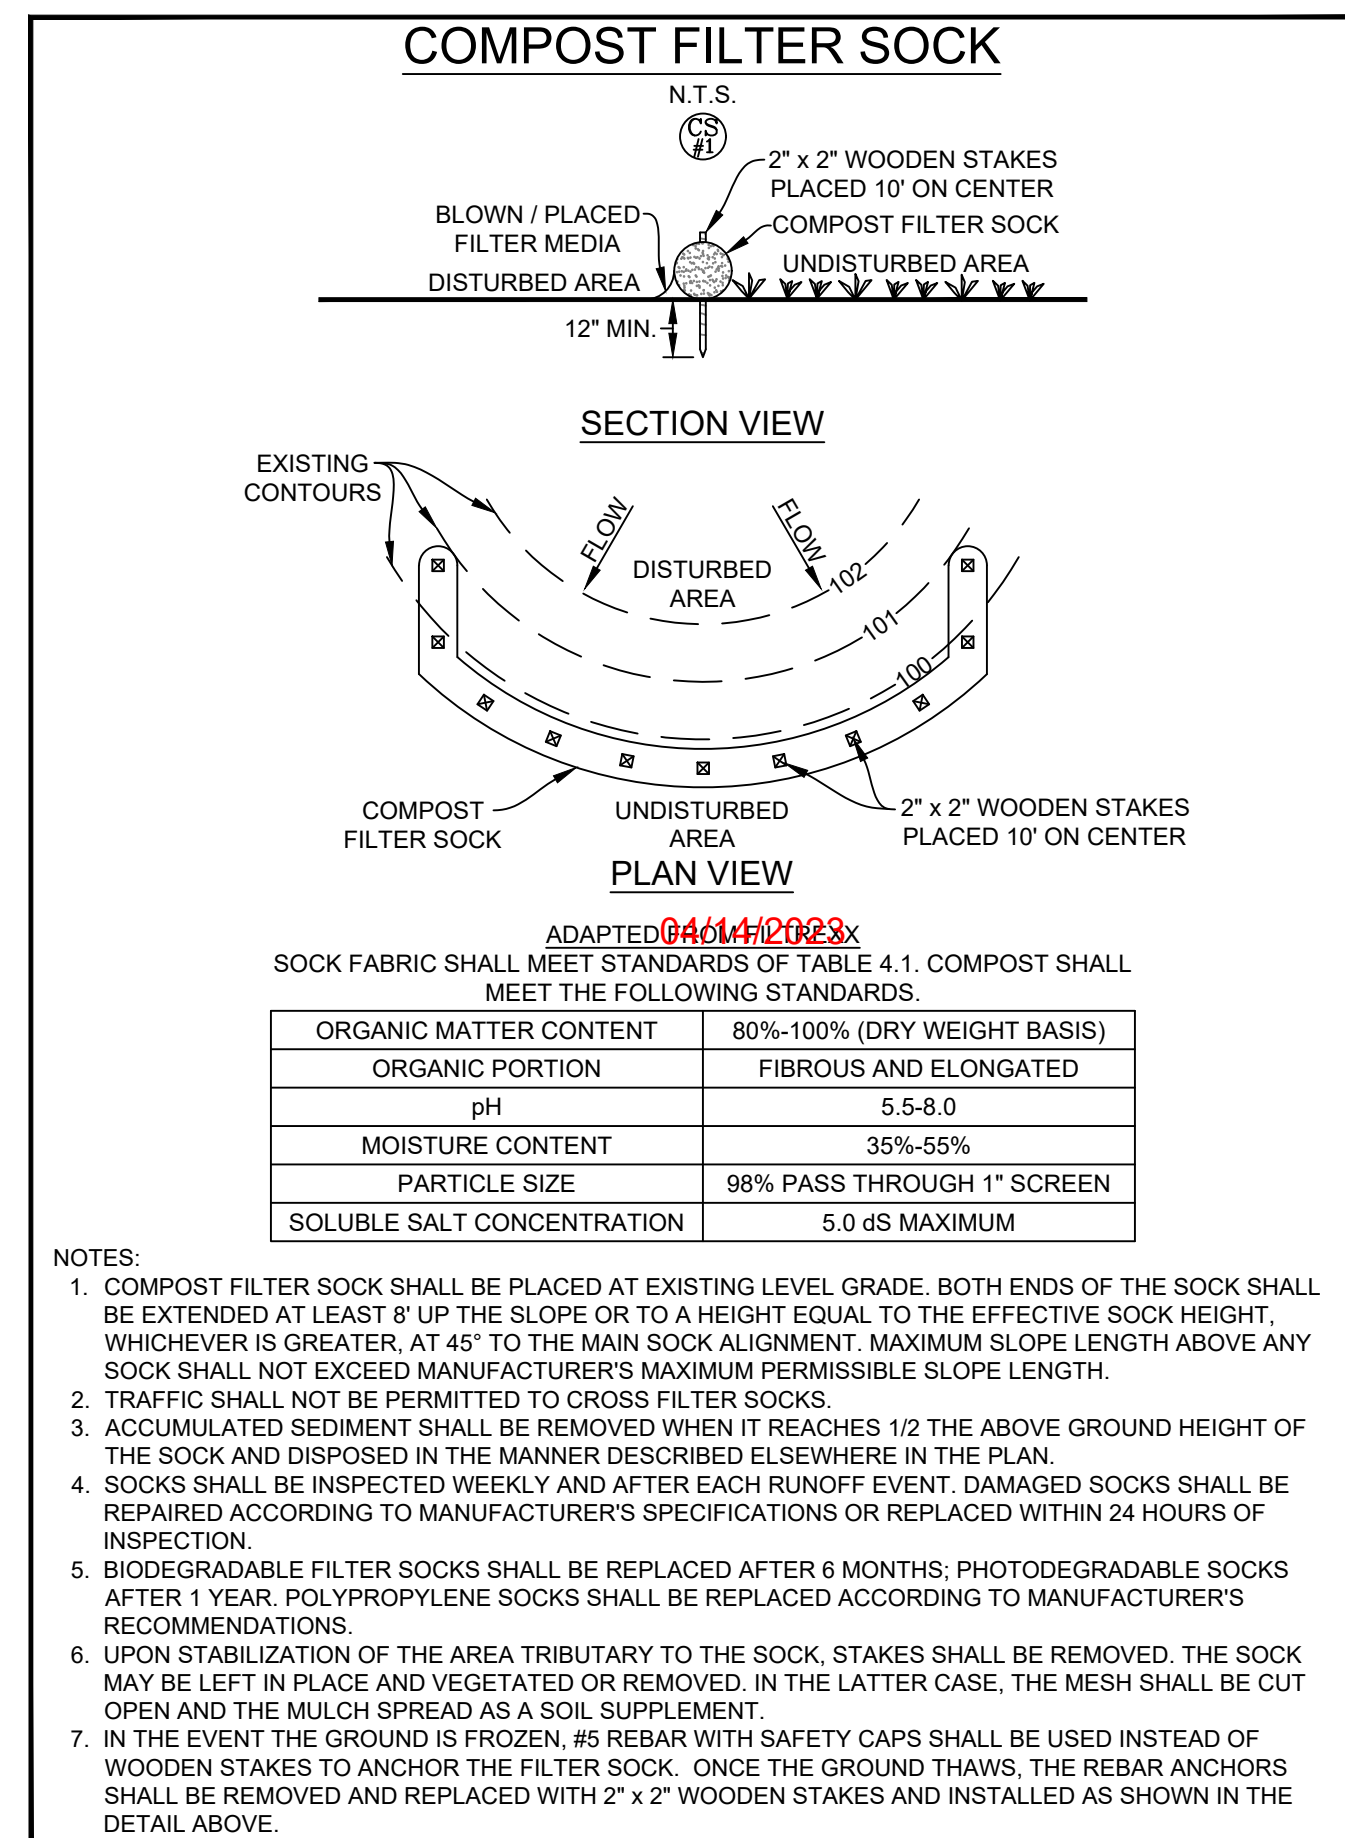 COMPOST FILTER SOCK
N.T.S.
CS
#1
2" x 2" WOODEN STAKES
PLACED 10' ON CENTER
BLOWN / PLACED
FILTER MEDIA
COMPOST FILTER SOCK
DISTURBED AREA
UNDISTURBED AREA
12" MIN.
SECTION VIEW
EXISTING
CONTOURS
FLOW
FLOW
DISTURBED
AREA
102
101
100
COMPOST
FILTER SOCK
UNDISTURBED
AREA
2" x 2" WOODEN STAKES
PLACED 10' ON CENTER
PLAN VIEW
ADAPTED FROM FILTREXX
04/14/2023
SOCK FABRIC SHALL MEET STANDARDS OF TABLE 4.1. COMPOST SHALL
MEET THE FOLLOWING STANDARDS.
ORGANIC MATTER CONTENT 80%-100% (DRY WEIGHT BASIS)
ORGANIC PORTION FIBROUS AND ELONGATED
pH 5.5-8.0
MOISTURE CONTENT 35%-55%
PARTICLE SIZE 98% PASS THROUGH 1" SCREEN
SOLUBLE SALT CONCENTRATION 5.0 dS MAXIMUM
NOTES:
1. COMPOST FILTER SOCK SHALL BE PLACED AT EXISTING LEVEL GRADE. BOTH ENDS OF THE SOCK SHALL
BE EXTENDED AT LEAST 8' UP THE SLOPE OR TO A HEIGHT EQUAL TO THE EFFECTIVE SOCK HEIGHT,
WHICHEVER IS GREATER, AT 45° TO THE MAIN SOCK ALIGNMENT. MAXIMUM SLOPE LENGTH ABOVE ANY
SOCK SHALL NOT EXCEED MANUFACTURER'S MAXIMUM PERMISSIBLE SLOPE LENGTH.
2. TRAFFIC SHALL NOT BE PERMITTED TO CROSS FILTER SOCKS.
3. ACCUMULATED SEDIMENT SHALL BE REMOVED WHEN IT REACHES 1/2 THE ABOVE GROUND HEIGHT OF
THE SOCK AND DISPOSED IN THE MANNER DESCRIBED ELSEWHERE IN THE PLAN.
4. SOCKS SHALL BE INSPECTED WEEKLY AND AFTER EACH RUNOFF EVENT. DAMAGED SOCKS SHALL BE
REPAIRED ACCORDING TO MANUFACTURER'S SPECIFICATIONS OR REPLACED WITHIN 24 HOURS OF
INSPECTION.
5. BIODEGRADABLE FILTER SOCKS SHALL BE REPLACED AFTER 6 MONTHS; PHOTODEGRADABLE SOCKS
AFTER 1 YEAR. POLYPROPYLENE SOCKS SHALL BE REPLACED ACCORDING TO MANUFACTURER'S
RECOMMENDATIONS.
6. UPON STABILIZATION OF THE AREA TRIBUTARY TO THE SOCK, STAKES SHALL BE REMOVED. THE SOCK
MAY BE LEFT IN PLACE AND VEGETATED OR REMOVED. IN THE LATTER CASE, THE MESH SHALL BE CUT
OPEN AND THE MULCH SPREAD AS A SOIL SUPPLEMENT.
7. IN THE EVENT THE GROUND IS FROZEN, #5 REBAR WITH SAFETY CAPS SHALL BE USED INSTEAD OF
WOODEN STAKES TO ANCHOR THE FILTER SOCK. ONCE THE GROUND THAWS, THE REBAR ANCHORS
SHALL BE REMOVED AND REPLACED WITH 2" x 2" WOODEN STAKES AND INSTALLED AS SHOWN IN THE
DETAIL ABOVE.